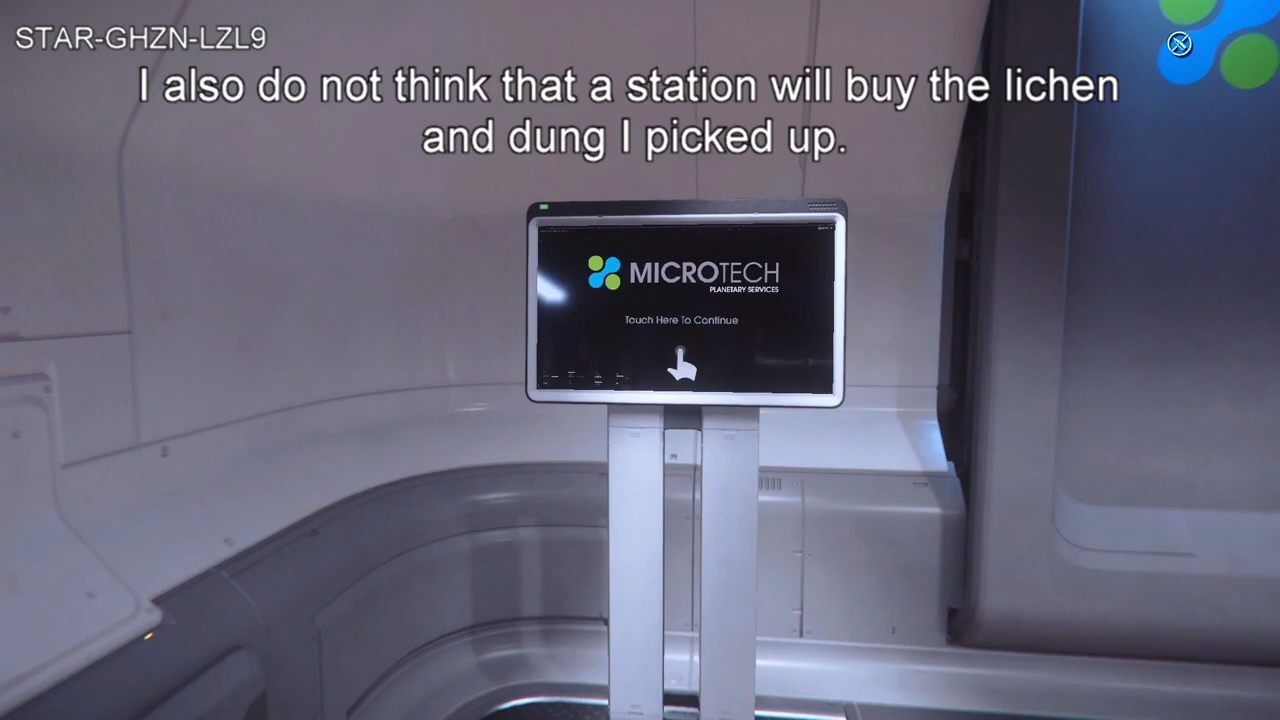 STAR-GHZN-LZL9
I also do not think that a station will buy the lichen
and dung I picked up.
MICROTECH
PLANETARY SERVICES
Touch Here To Continue